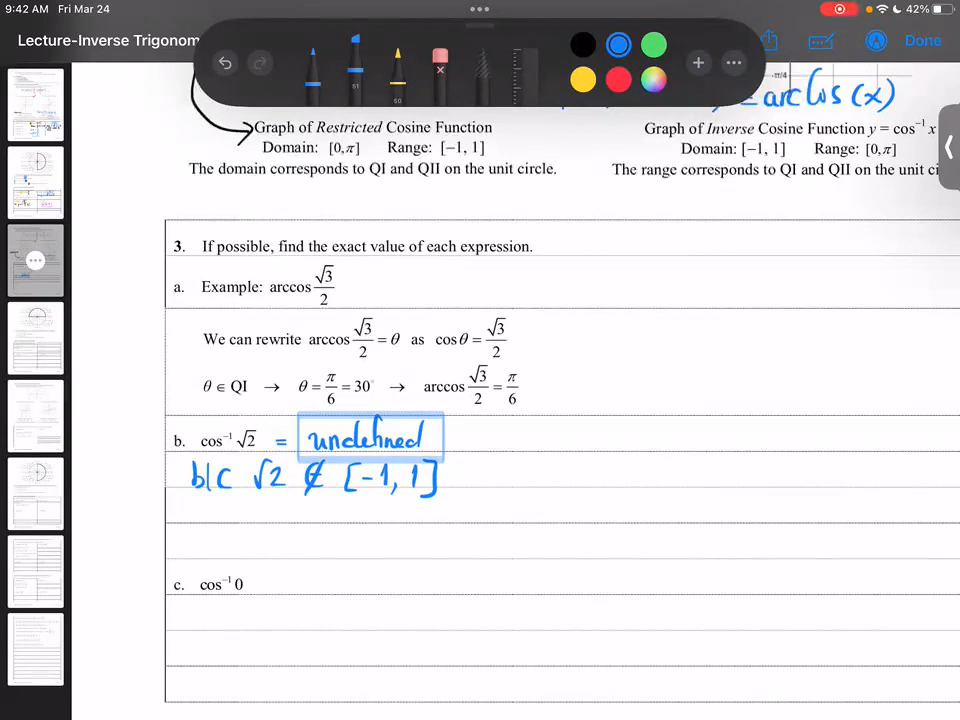 9:42 AM Fri Mar 24
42%
Lecture-Inverse Trigonom
Done
51
50
-π/4
= arc Cos (x)
Graph of Restricted Cosine Function
Domain: [0, π] Range: [−1, 1]
The domain corresponds to QI and QII on the unit circle.
Graph of Inverse Cosine Function y = cos⁻¹ x
Domain: [−1, 1] Range: [0, π]
The range corresponds to QI and QII on the unit ci
3. If possible, find the exact value of each expression.
a. Example: arccos √3/2
We can rewrite arccos √3/2 = θ as cos θ = √3/2
θ ∈ QI → θ = π/6 = 30° → arccos √3/2 = π/6
b. cos⁻¹ √2 = undefined
b/c √2 ∉ [-1, 1]
c. cos⁻¹ 0